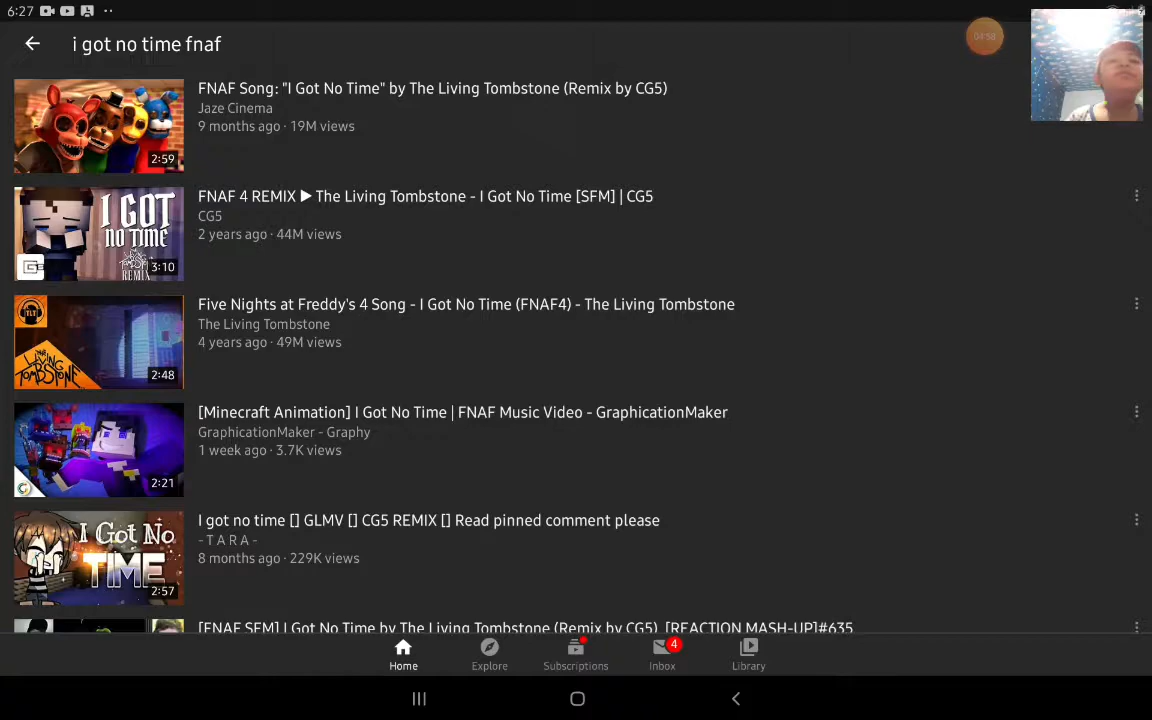 6:27
i got no time fnaf
04:58
FNAF Song: "I Got No Time" by The Living Tombstone (Remix by CG5)
Jaze Cinema
9 months ago · 19M views
2:59
FNAF 4 REMIX ▶ The Living Tombstone - I Got No Time [SFM] | CG5
CG5
2 years ago · 44M views
I GOT
NO TIME
REMIX
3:10
Five Nights at Freddy's 4 Song - I Got No Time (FNAF4) - The Living Tombstone
The Living Tombstone
4 years ago · 49M views
TLT
THE
LIVING
TOMBSTONE
2:48
[Minecraft Animation] I Got No Time | FNAF Music Video - GraphicationMaker
GraphicationMaker - Graphy
1 week ago · 3.7K views
2:21
I got no time [] GLMV [] CG5 REMIX [] Read pinned comment please
- T A R A -
8 months ago · 229K views
I Got No
TIME
2:57
[FNAF SFM] I Got No Time by The Living Tombstone (Remix by CG5) [REACTION MASH-UP]#635
Home
Explore
Subscriptions
4
Inbox
Library